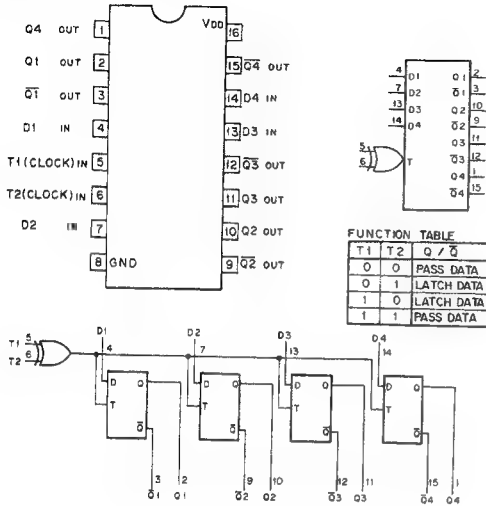 Q4 OUT 1
Q1 OUT 2
Q̅1̅ OUT 3
D1 IN 4
T1(CLOCK)IN 5
T2(CLOCK)IN 6
D2 IN 7
8 GND
VDD 16
15 Q̅4̅ OUT
14 D4 IN
13 D3 IN
12 Q̅3̅ OUT
11 Q3 OUT
10 Q2 OUT
9 Q̅2̅ OUT
4 D1 Q1 2
7 D2 Q̅1 3
13 D3 Q2 10
14 D4 Q̅2 9
Q3 11
5 Q̅3 12
6 T Q4 1
Q̅4 15
FUNCTION TABLE
T1 T2 Q / Q̅
0 0 PASS DATA
0 1 LATCH DATA
1 0 LATCH DATA
1 1 PASS DATA
T1 5
T2 6
D1 D2 D3 D4
4 7 13 14
D Q D Q D Q D Q
T T T T
Q̅ Q̅ Q̅ Q̅
3 2 9 10 12 11 15 1
Q̅1 Q1 Q̅2 Q2 Q̅3 Q3 Q̅4 Q4